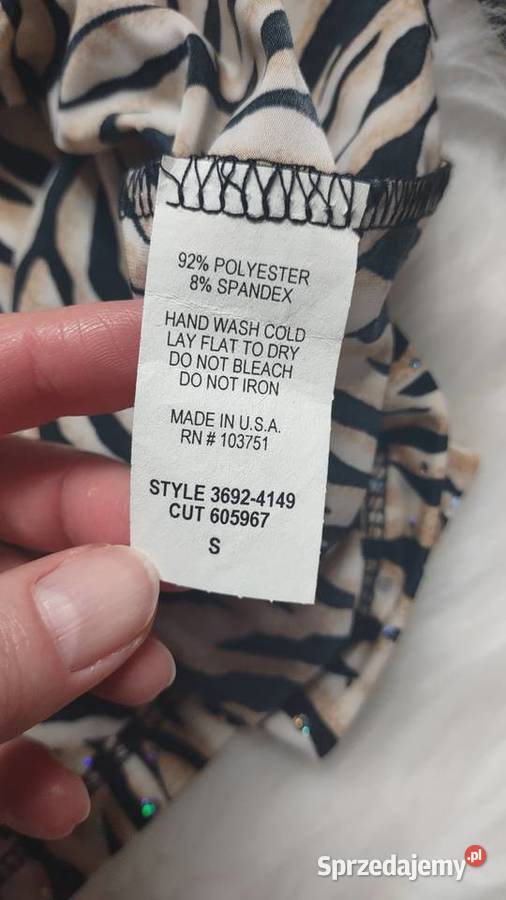 92% POLYESTER
8% SPANDEX
HAND WASH COLD
LAY FLAT TO DRY
DO NOT BLEACH
DO NOT IRON
MADE IN U.S.A.
RN # 103751
STYLE 3692-4149
CUT 605967
S
Sprzedajemy.pl